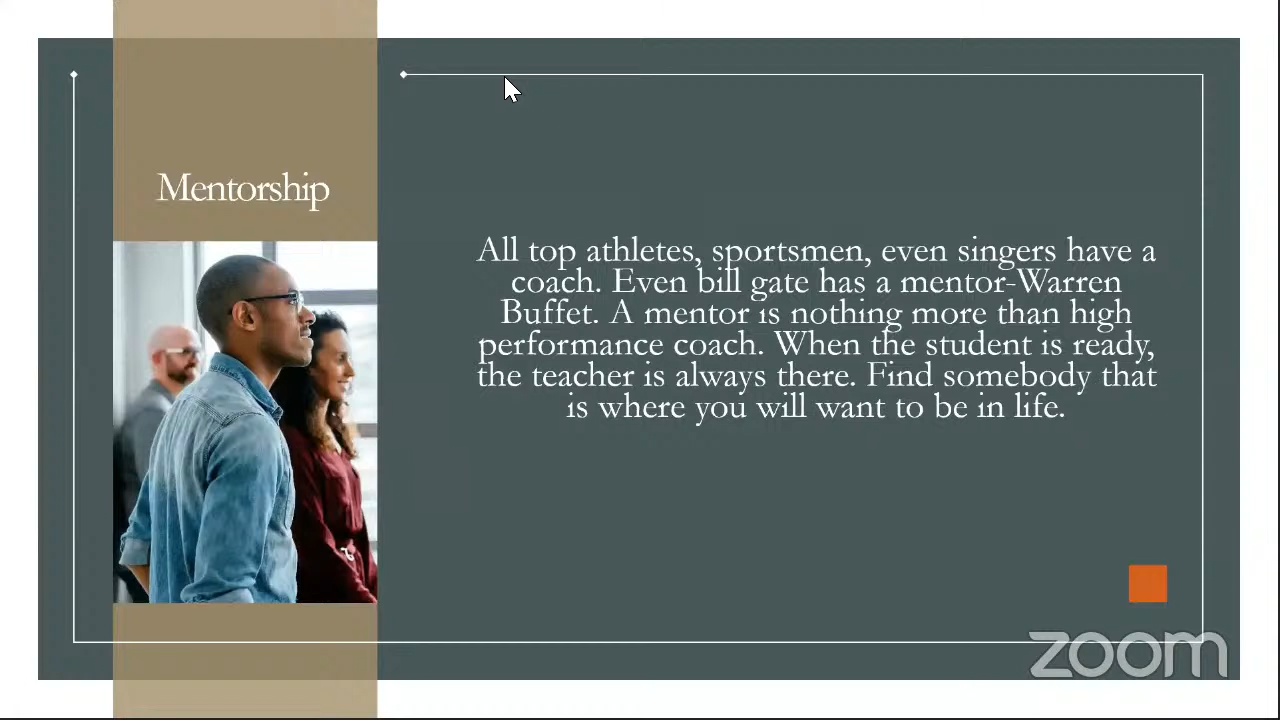 Mentorship
All top athletes, sportsmen, even singers have a
coach. Even bill gate has a mentor-Warren
Buffet. A mentor is nothing more than high
performance coach. When the student is ready,
the teacher is always there. Find somebody that
is where you will want to be in life.
zoom